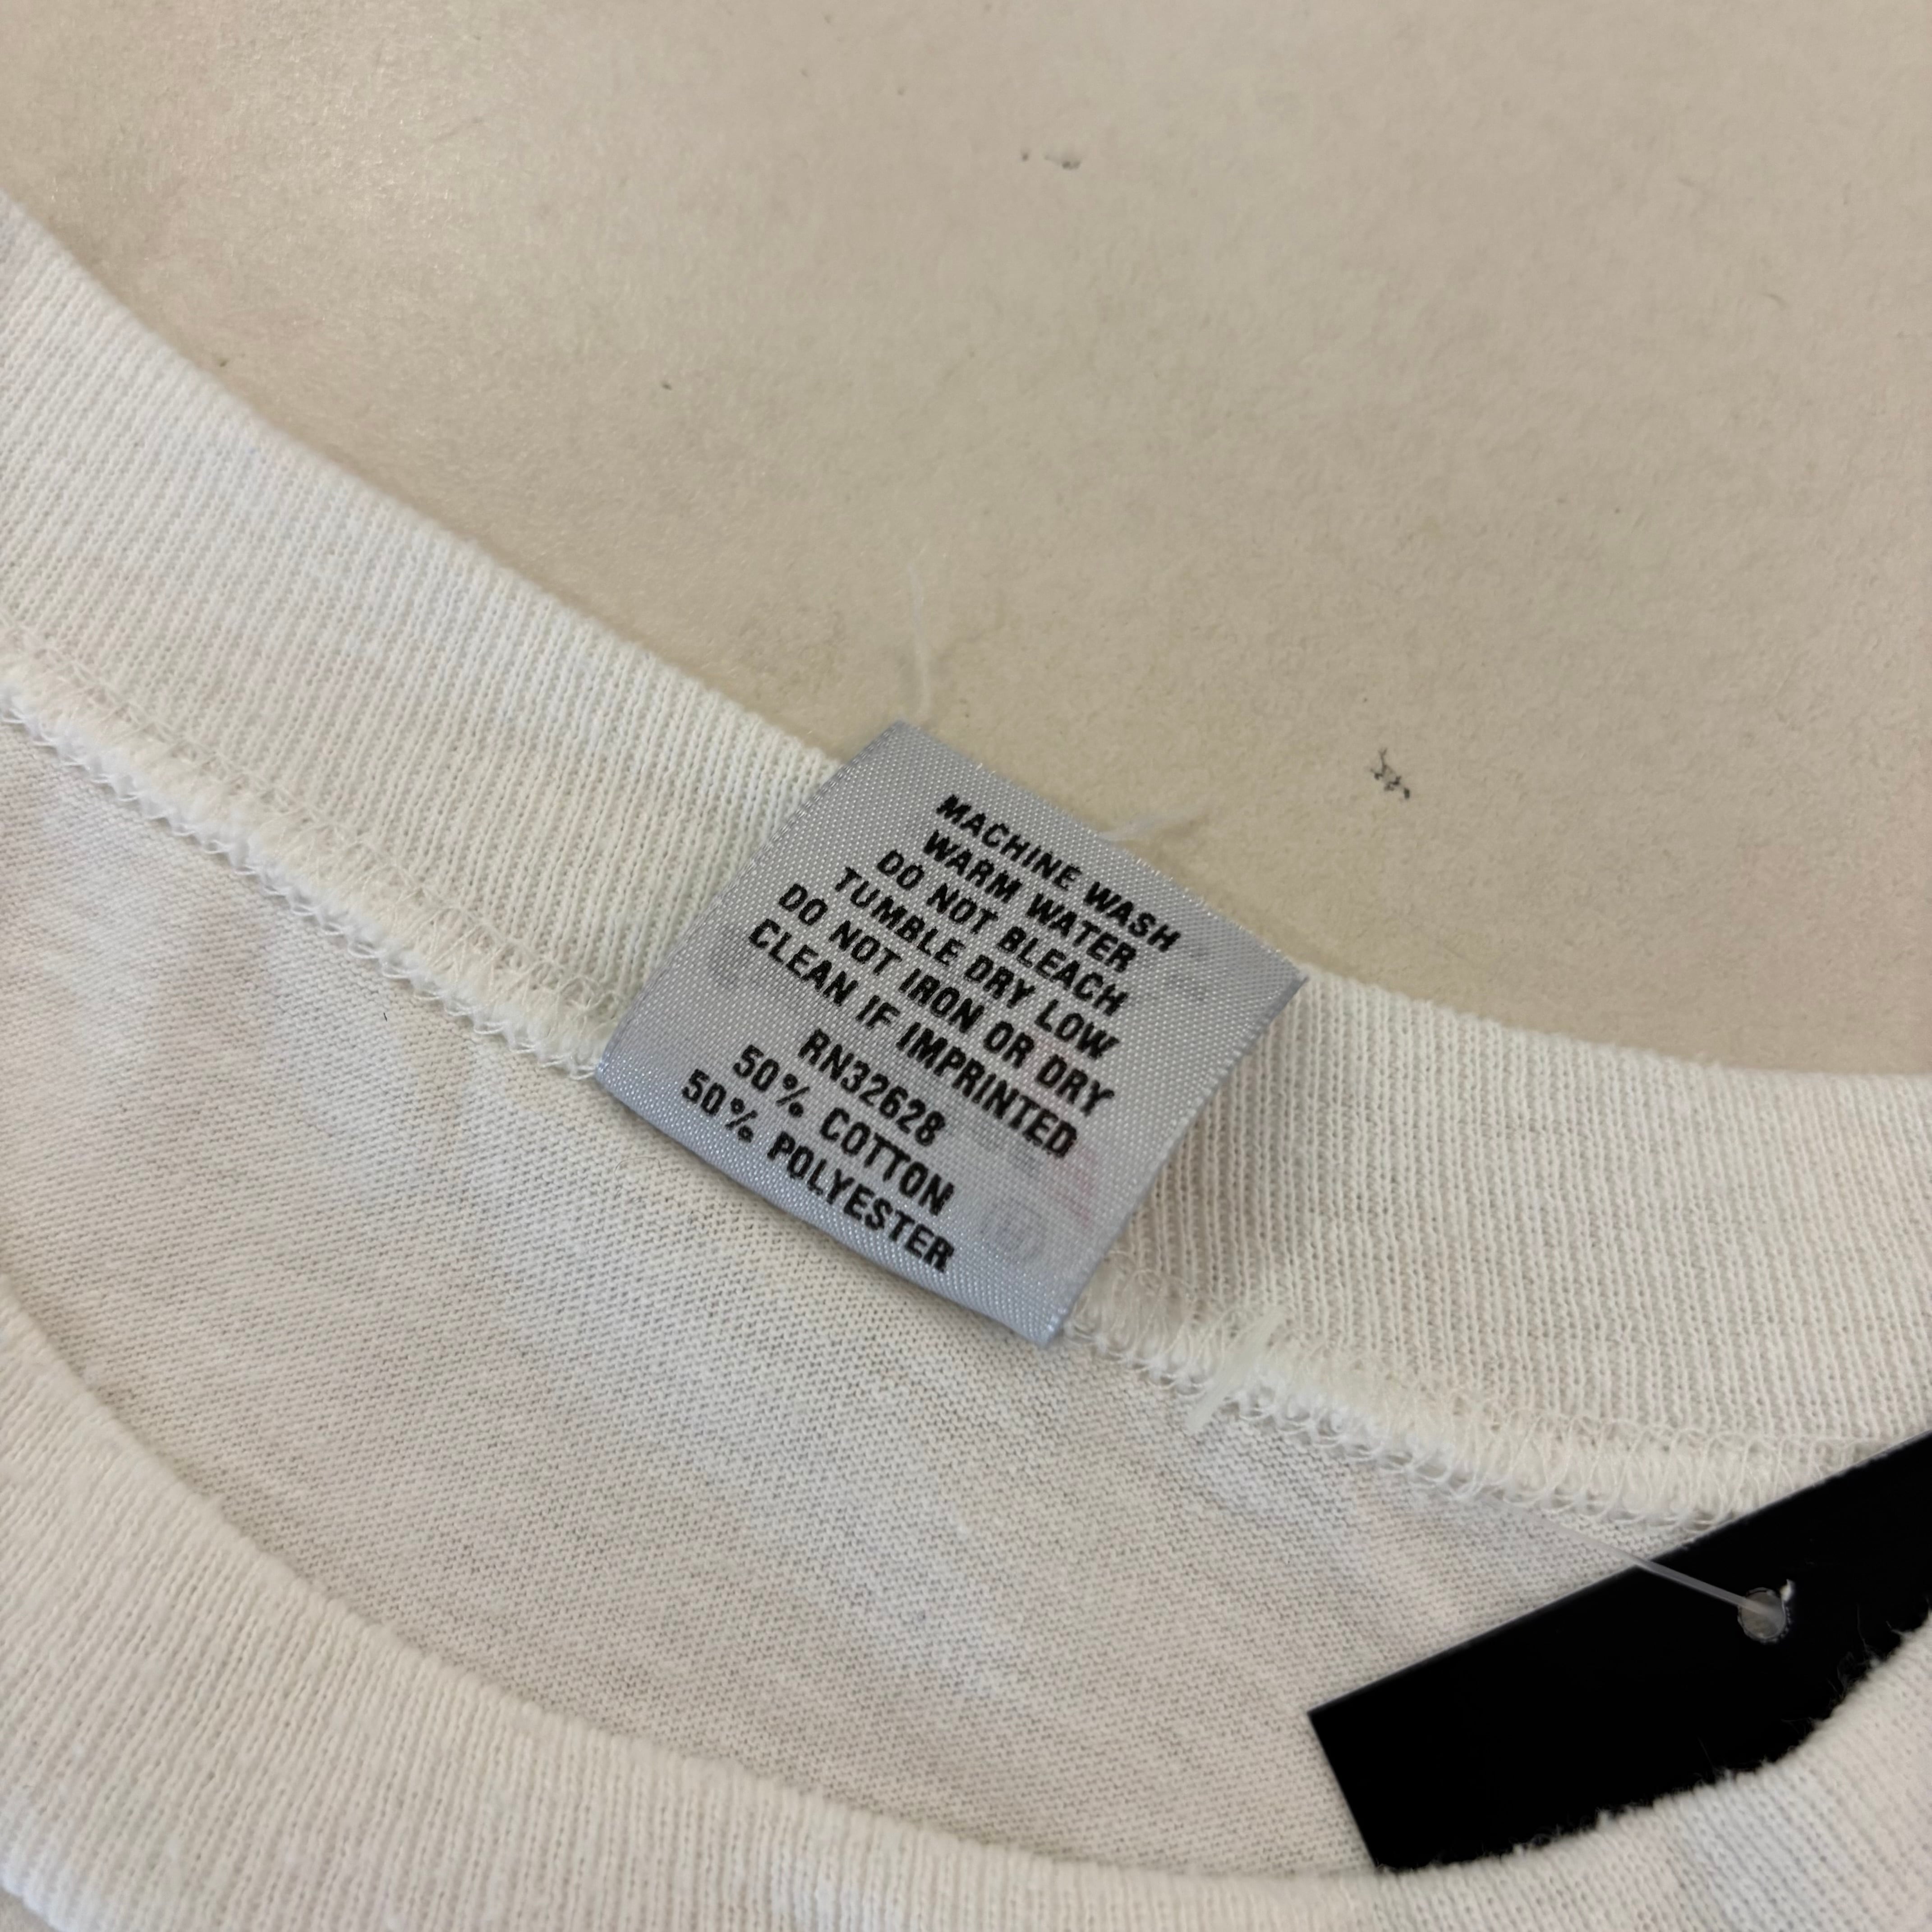 MACHINE WASH
WARM WATER
DO NOT BLEACH
TUMBLE DRY LOW
DO NOT IRON OR DRY
CLEAN IF IMPRINTED
RN32628
50% COTTON
50% POLYESTER